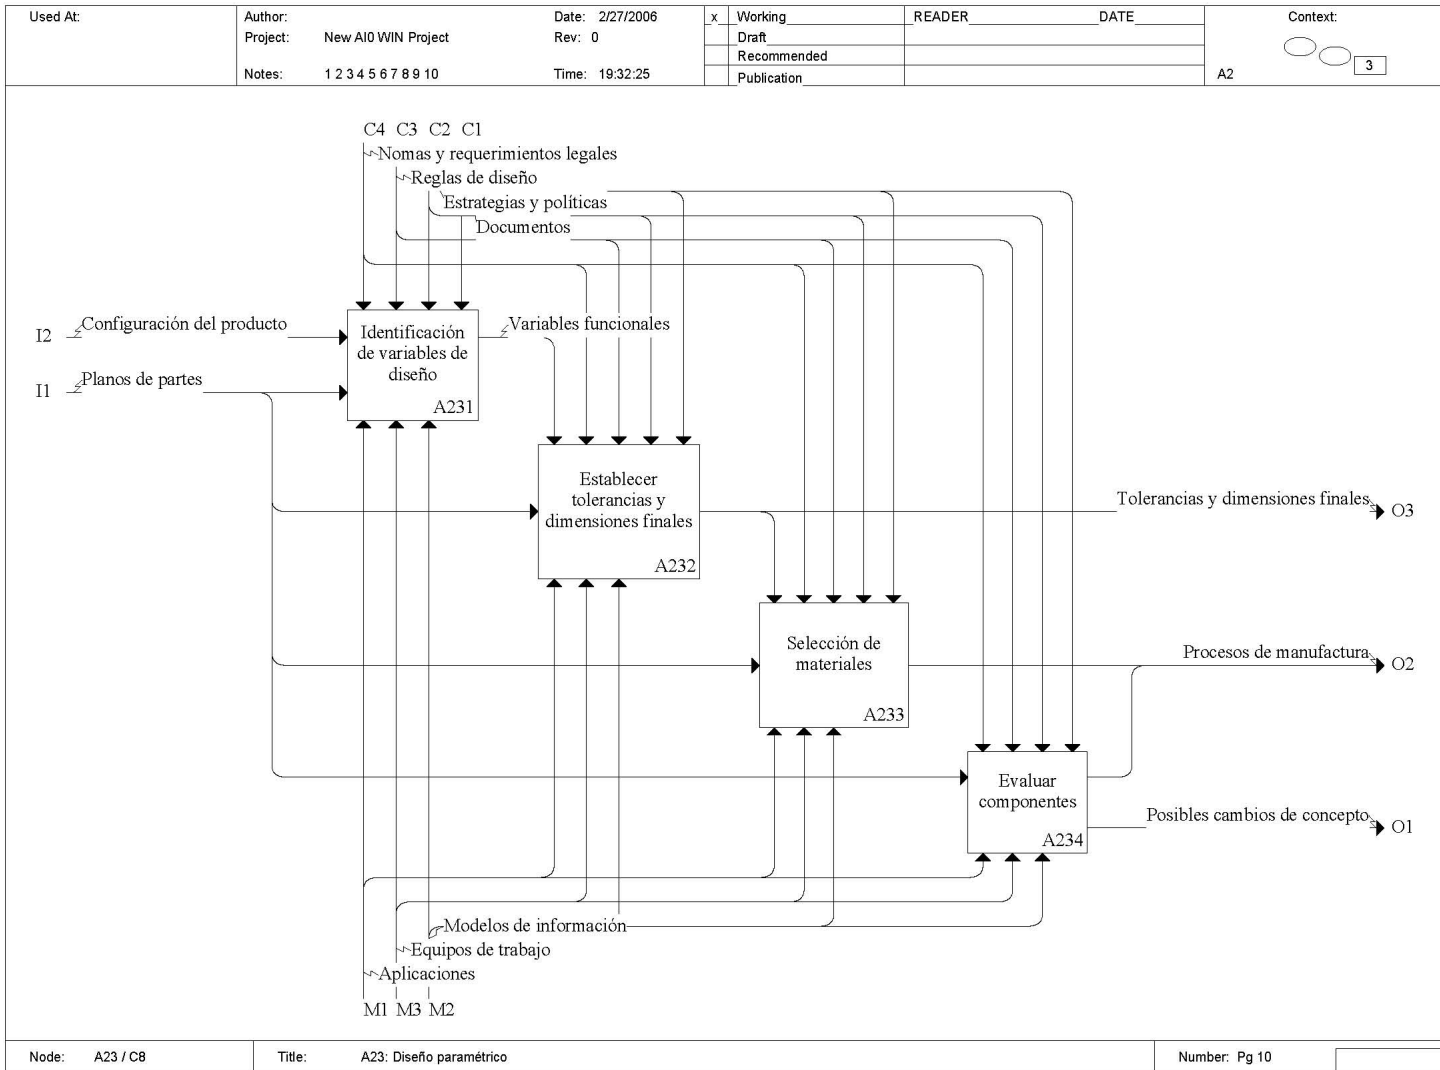 Used At:
Author:
Date: 2/27/2006
x
Working
READER
DATE
Context:
Project: New AI0 WIN Project
Rev: 0
Draft
Recommended
3
Notes: 1 2 3 4 5 6 7 8 9 10
Time: 19:32:25
Publication
A2
C4 C3 C2 C1
Nomas y requerimientos legales
Reglas de diseño
Estrategias y políticas
Documentos
I2
Configuración del producto
Identificación
de variables de
diseño
A231
Variables funcionales
I1
Planos de partes
Establecer
tolerancias y
dimensiones finales
A232
Tolerancias y dimensiones finales
O3
Selección de
materiales
A233
Procesos de manufactura
O2
Evaluar
componentes
A234
Posibles cambios de concepto
O1
Modelos de información
Equipos de trabajo
Aplicaciones
M1 M3 M2
Node: A23 / C8
Title: A23: Diseño paramétrico
Number: Pg 10